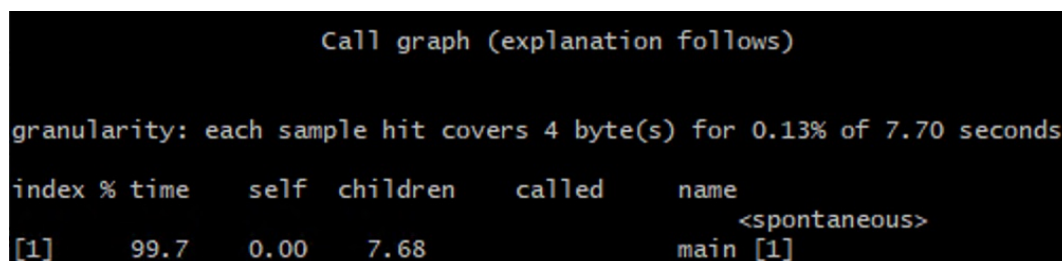 Call graph (explanation follows)
granularity: each sample hit covers 4 byte(s) for 0.13% of 7.70 seconds
index % time self children called name
<spontaneous>
[1] 99.7 0.00 7.68 main [1]